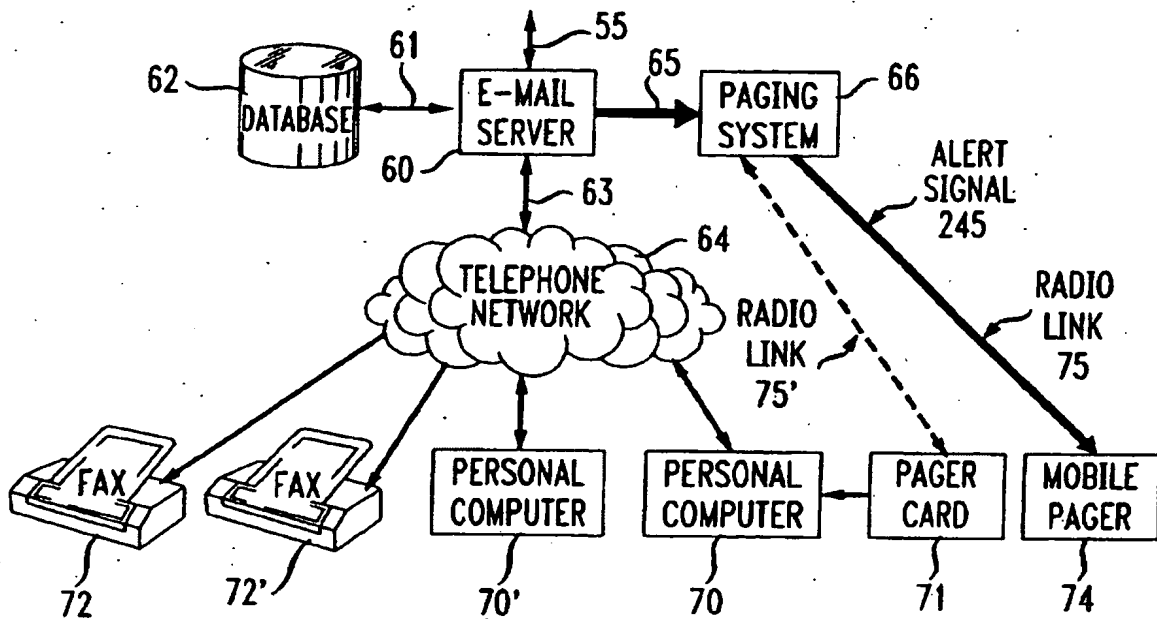 55
61
62
65
66
DATABASE
E-MAIL
SERVER
PAGING
SYSTEM
60
63
ALERT
SIGNAL
245
64
TELEPHONE
NETWORK
RADIO
LINK
75'
RADIO
LINK
75
FAX
FAX
PERSONAL
COMPUTER
PERSONAL
COMPUTER
PAGER
CARD
MOBILE
PAGER
72
72'
70'
70
71
74